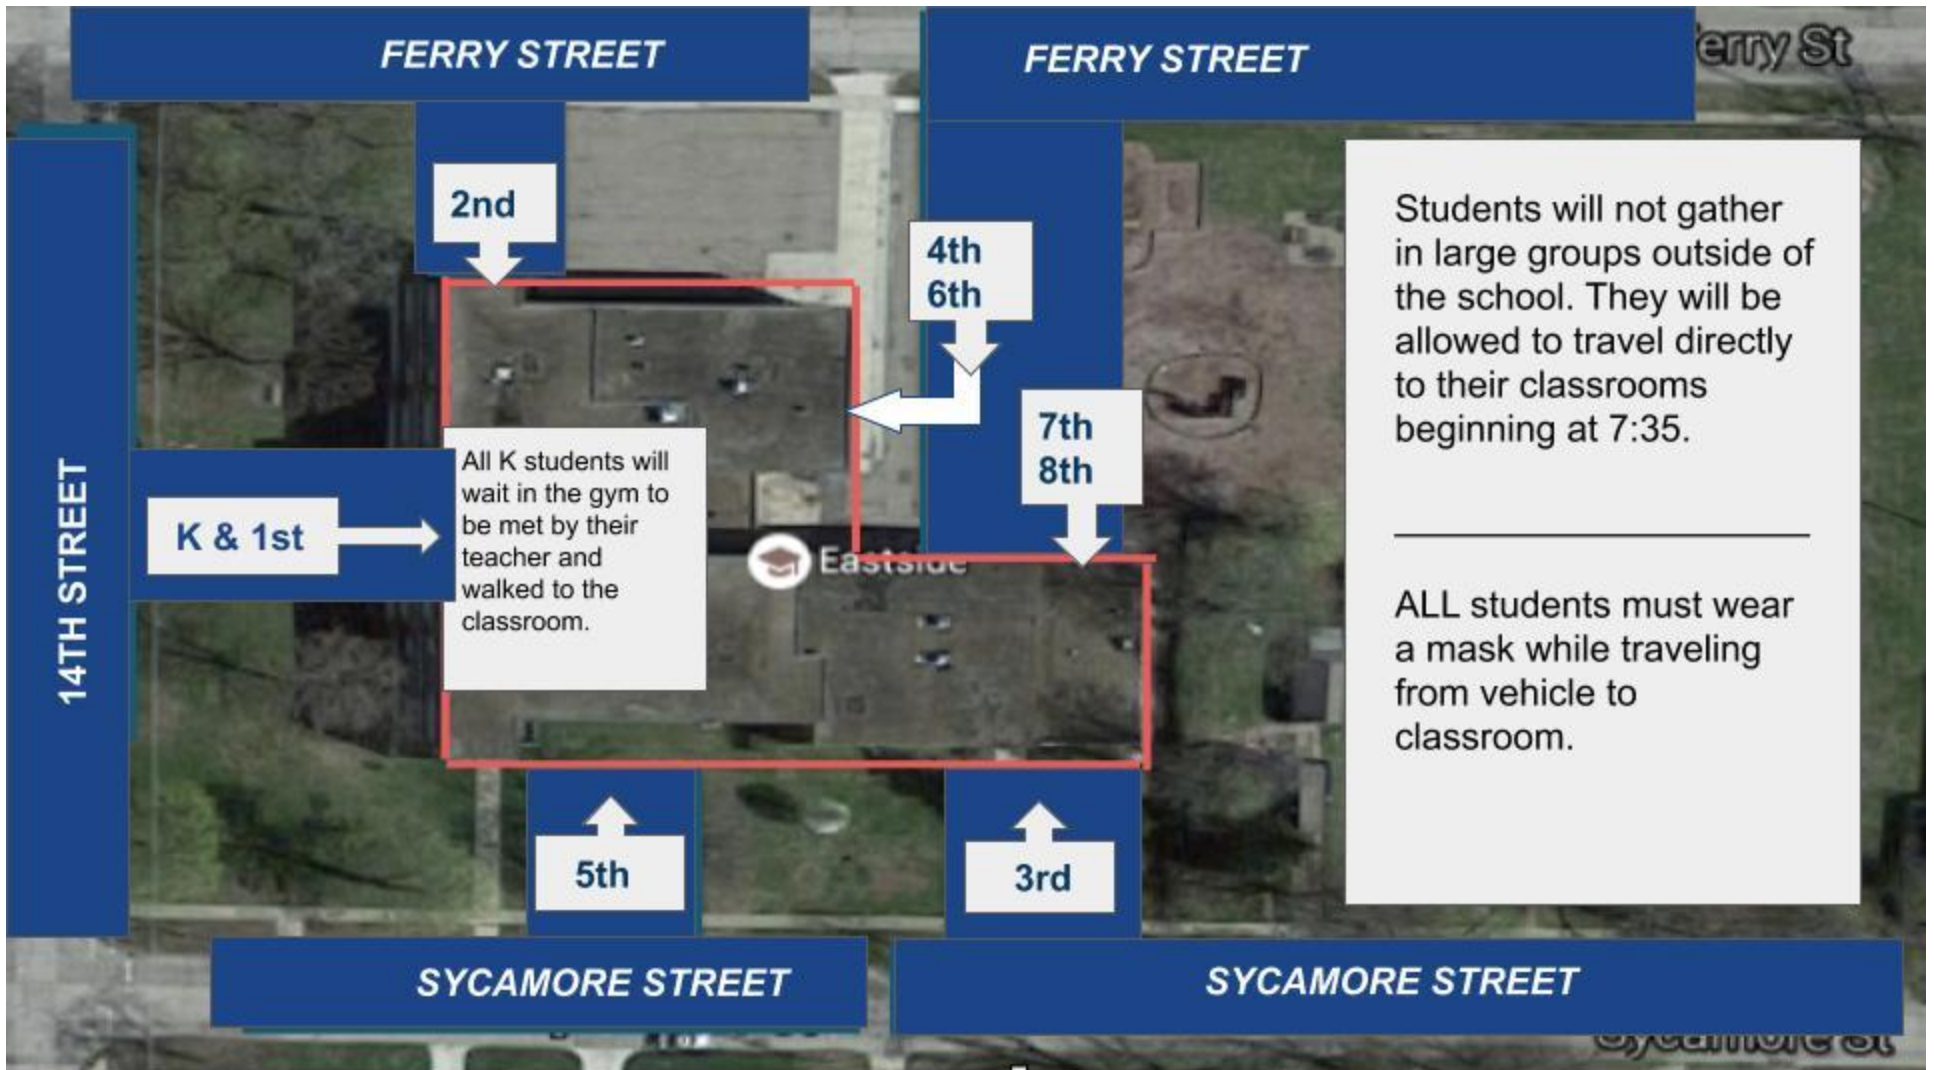 FERRY STREET
FERRY STREET
erry St
2nd
4th
6th
7th
8th
14TH STREET
K & 1st
All K students will
wait in the gym to
be met by their
teacher and
walked to the
classroom.
Eastside
5th
3rd
SYCAMORE STREET
SYCAMORE STREET
Sycamore St
Students will not gather
in large groups outside of
the school. They will be
allowed to travel directly
to their classrooms
beginning at 7:35.
ALL students must wear
a mask while traveling
from vehicle to
classroom.